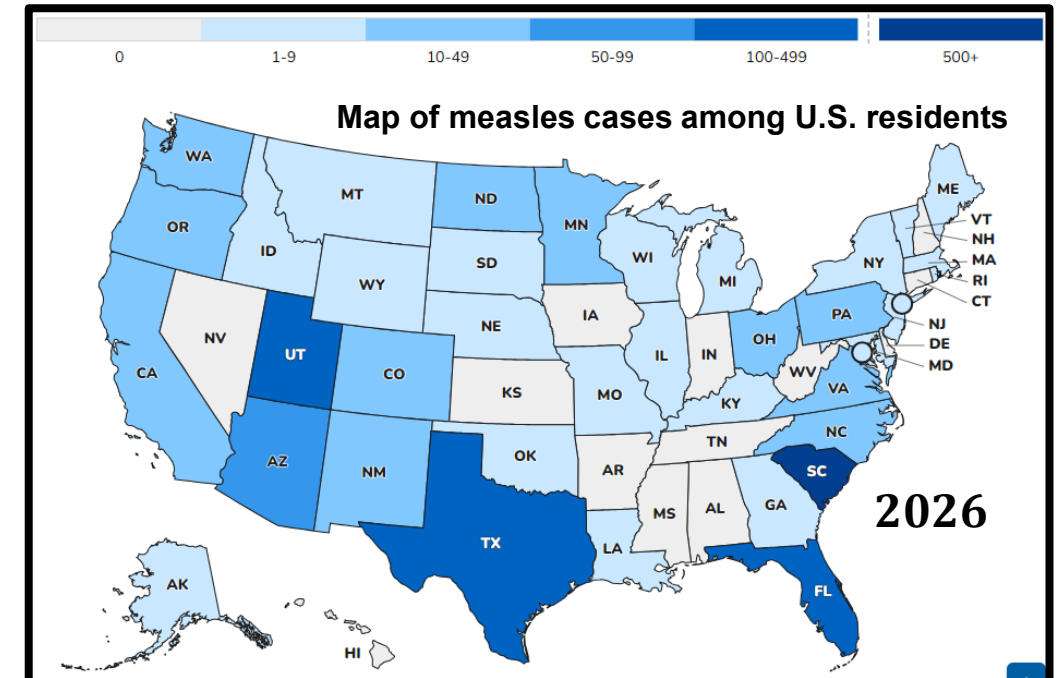 0 1-9 10-49 50-99 100-499 500+
Map of measles cases among U.S. residents
WA
MT
ND
MN
ME
VT
OR
NH
ID
SD
WI
NY
MA
WY
MI
RI
CT
NE
IA
PA
NJ
NV
UT
OH
DE
IL
IN
MD
CA
CO
WV
KS
MO
VA
KY
NC
TN
AZ
NM
OK
AR
SC
GA
MS
AL
2026
TX
LA
AK
FL
HI